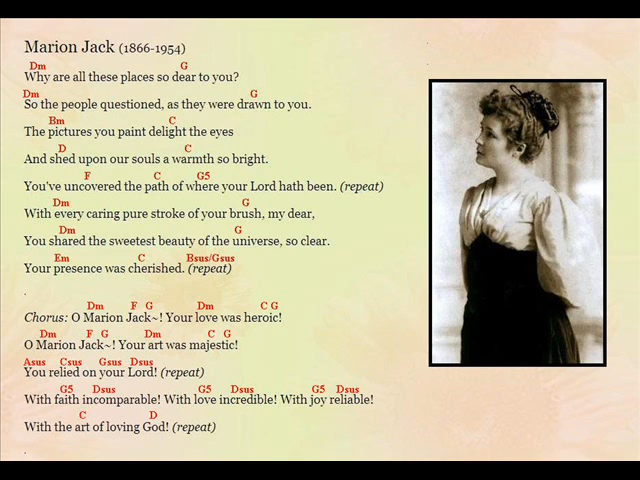 Marion Jack (1866-1954)
Dm G
Why are all these places so dear to you?
Dm G
So the people questioned, as they were drawn to you.
Bm C
The pictures you paint delight the eyes
D C
And shed upon our souls a warmth so bright.
F C G5
You've uncovered the path of where your Lord hath been. (repeat)
Dm G
With every caring pure stroke of your brush, my dear,
Dm G
You shared the sweetest beauty of the universe, so clear.
Em C Bsus/Gsus
Your presence was cherished. (repeat)
.
Dm F G Dm C G
Chorus: O Marion Jack~! Your love was heroic!
Dm F G Dm C G
O Marion Jack~! Your art was majestic!
Asus Csus Gsus Dsus
You relied on your Lord! (repeat)
G5 Dsus G5 Dsus G5 Dsus
With faith incomparable! With love incredible! With joy reliable!
C D
With the art of loving God! (repeat)
.